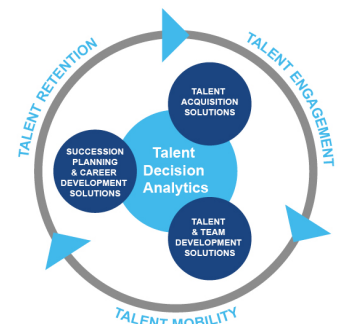 TALENT RETENTION
TALENT ENGAGEMENT
TALENT
ACQUISITION
SOLUTIONS
SUCCESSION
PLANNING
& CAREER
DEVELOPMENT
SOLUTIONS
Talent
Decision
Analytics
TALENT
& TEAM
DEVELOPMENT
SOLUTIONS
TALENT MOBILITY